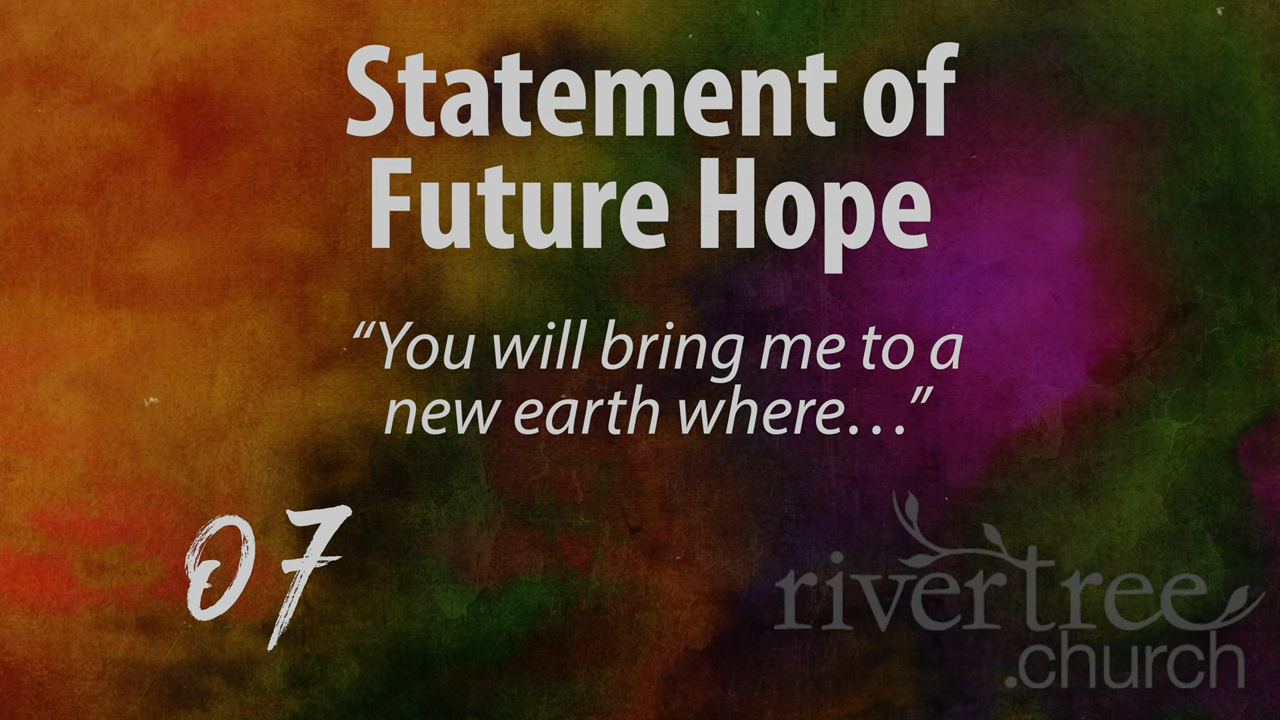 Statement of
Future Hope
“You will bring me to a
new earth where…”
07
rivertree
.church